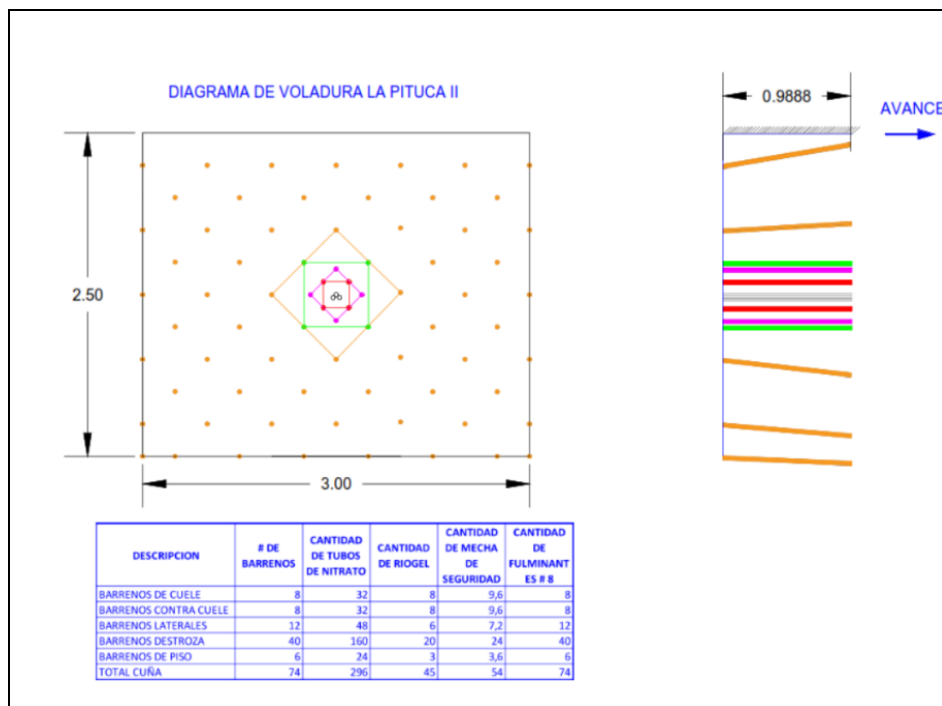 DIAGRAMA DE VOLADURA LA PITUCA II
0.9888
AVANCE
2.50
3.00
DESCRIPCION # DE BARRENOS CANTIDAD DE TUBOS DE NITRATO CANTIDAD DE RIOGEL CANTIDAD DE MECHA DE SEGURIDAD CANTIDAD DE FULMINANT ES # 8
BARRENOS DE CUELE 8 32 8 9,6 8
BARRENOS CONTRA CUELE 8 32 8 9,6 8
BARRENOS LATERALES 12 48 6 7,2 12
BARRENOS DESTROZA 40 160 20 24 40
BARRENOS DE PISO 6 24 3 3,6 6
TOTAL CUÑA 74 296 45 54 74